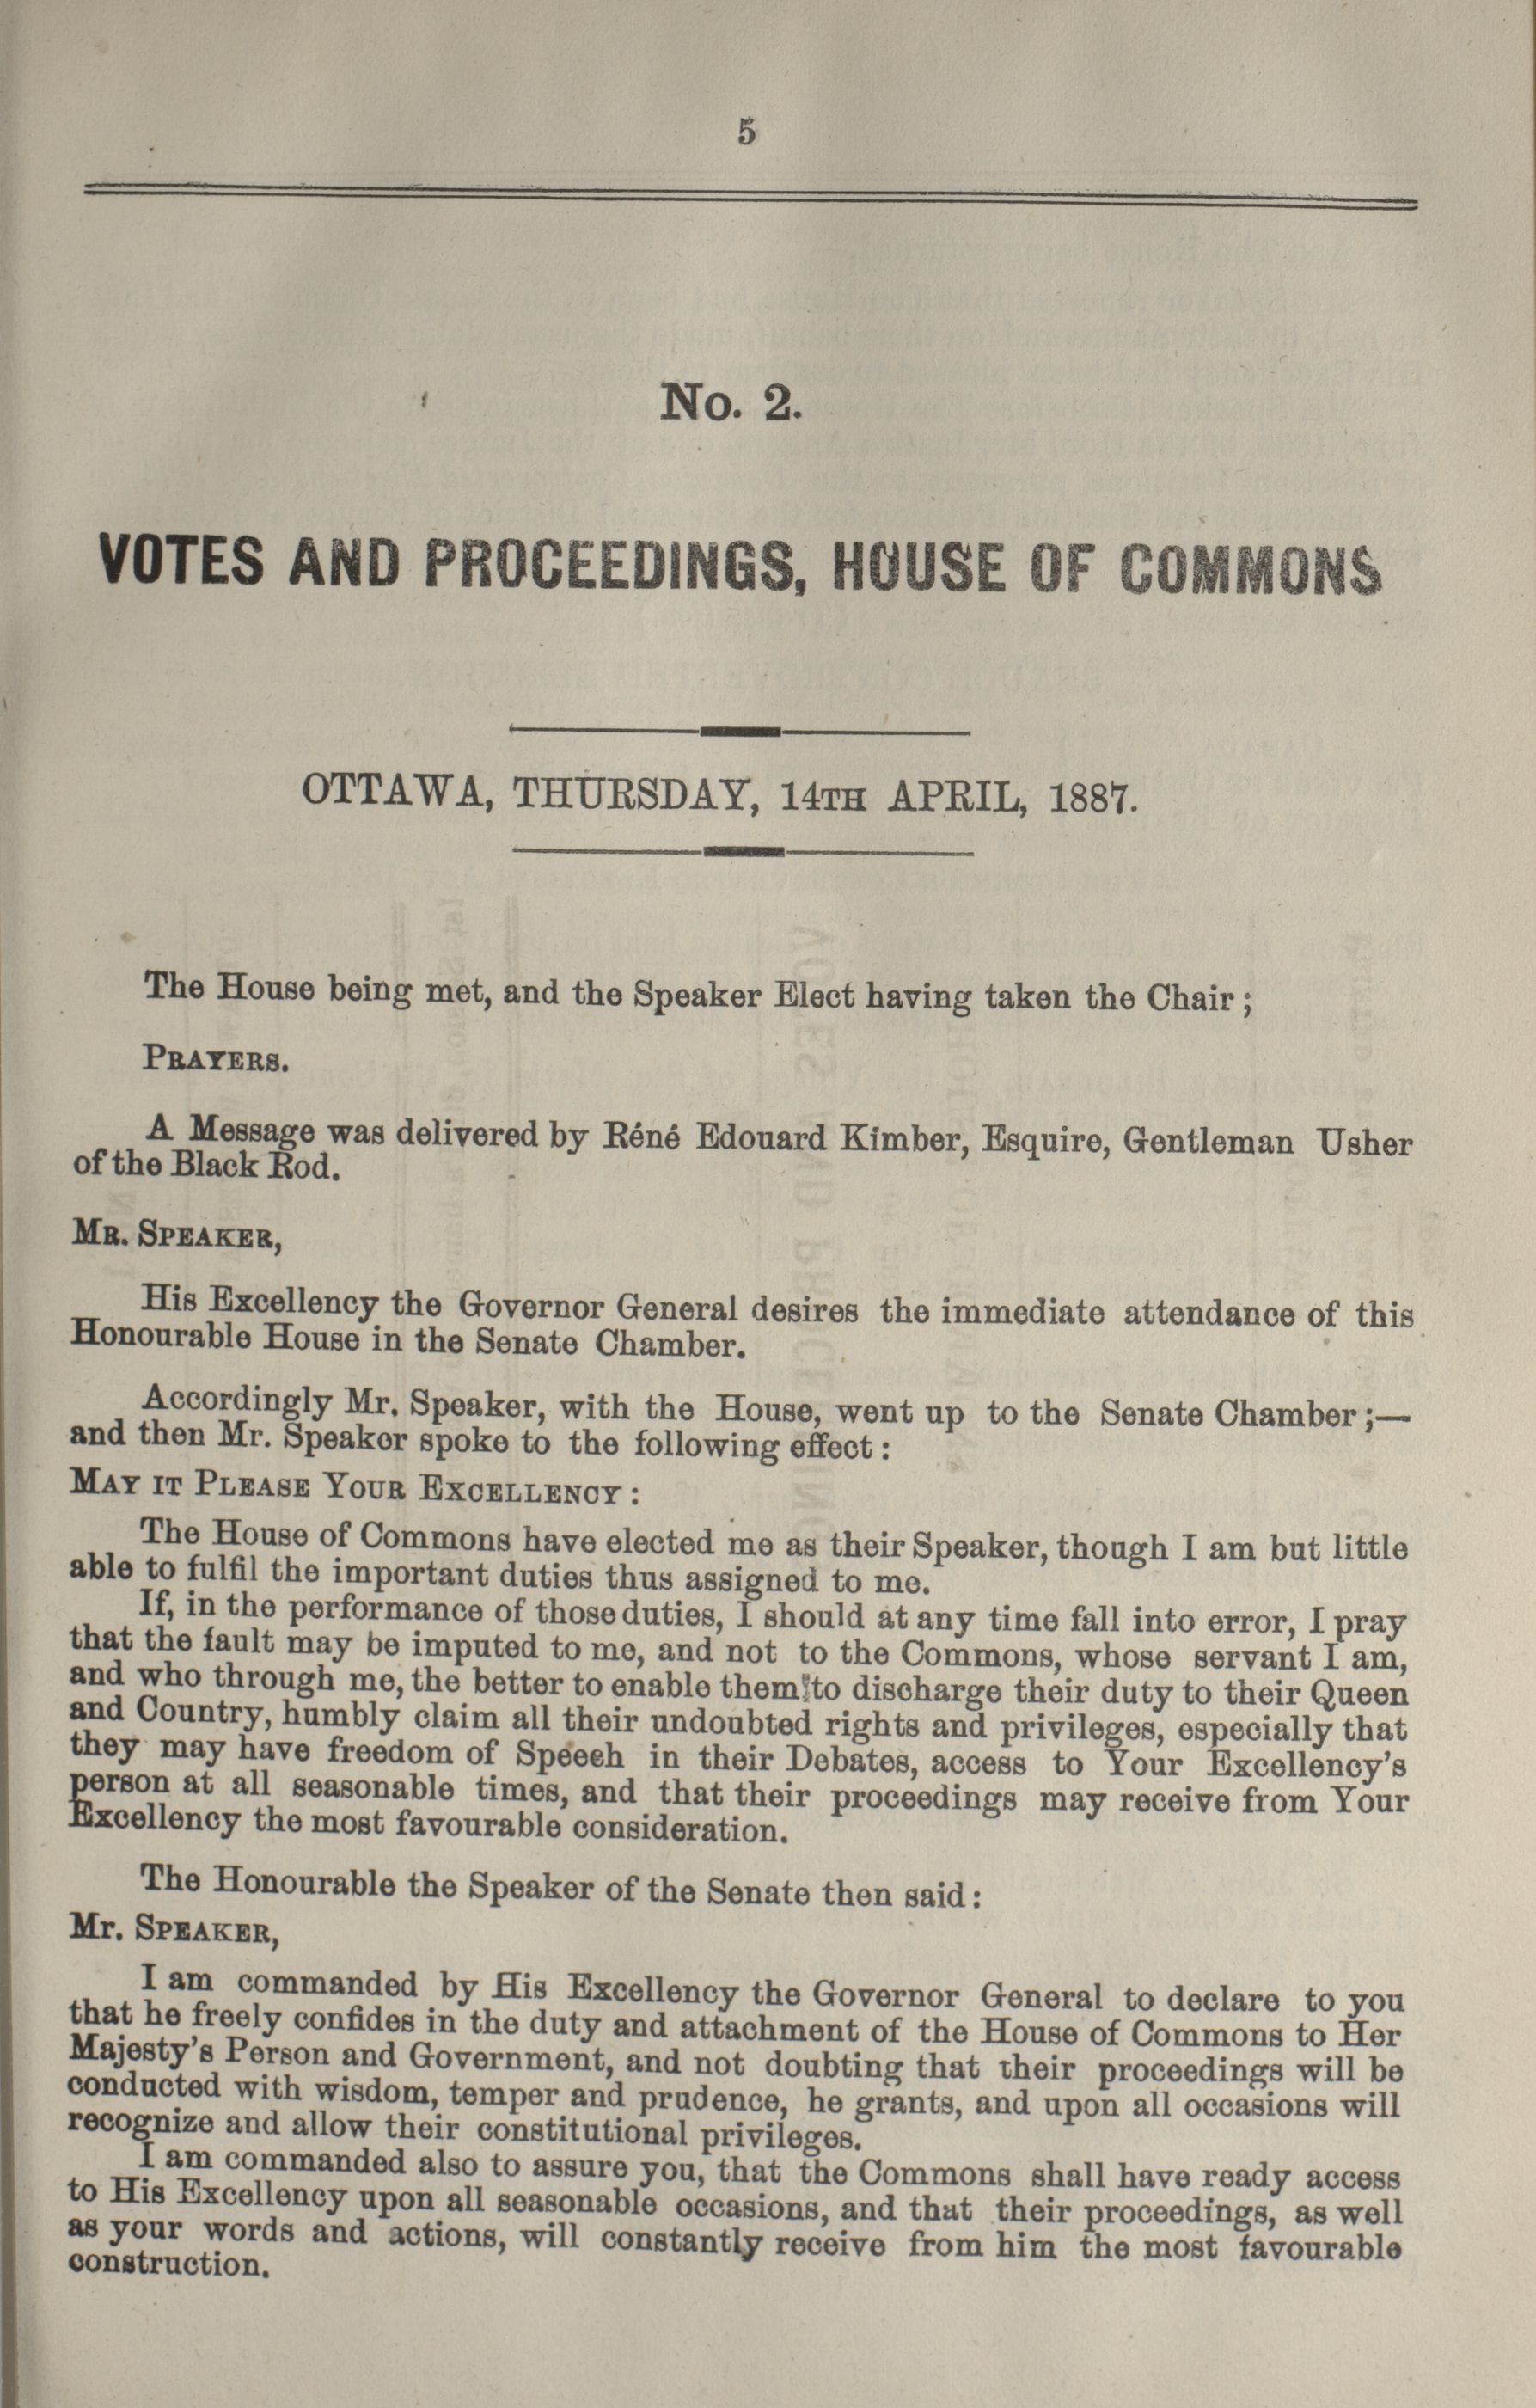 5
No. 2.
VOTES AND PROCEEDINGS, HOUSE OF COMMONS
OTTAWA, THURSDAY, 14TH APRIL, 1887.
The House being met, and the Speaker Elect having taken the Chair;
PRAYERS.
A Message was delivered by Réné Edouard Kimber, Esquire, Gentleman Usher
of the Black Rod.
MR. SPEAKER,
His Excellency the Governor General desires the immediate attendance of this
Honourable House in the Senate Chamber.
Accordingly Mr. Speaker, with the House, went up to the Senate Chamber;—
and then Mr. Speaker spoke to the following effect:
MAY IT PLEASE YOUR EXCELLENCY:
The House of Commons have elected me as their Speaker, though I am but little
able to fulfil the important duties thus assigned to me.
If, in the performance of those duties, I should at any time fall into error, I pray
that the fault may be imputed to me, and not to the Commons, whose servant I am,
and who through me, the better to enable them to discharge their duty to their Queen
and Country, humbly claim all their undoubted rights and privileges, especially that
they may have freedom of Speech in their Debates, access to Your Excellency's
person at all seasonable times, and that their proceedings may receive from Your
Excellency the most favourable consideration.
The Honourable the Speaker of the Senate then said:
Mr. SPEAKER,
I am commanded by His Excellency the Governor General to declare to you
that he freely confides in the duty and attachment of the House of Commons to Her
Majesty's Person and Government, and not doubting that their proceedings will be
conducted with wisdom, temper and prudence, he grants, and upon all occasions will
recognize and allow their constitutional privileges.
I am commanded also to assure you, that the Commons shall have ready access
to His Excellency upon all seasonable occasions, and that their proceedings, as well
as your words and actions, will constantly receive from him the most favourable
construction.